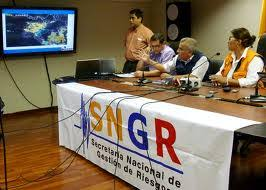 SNGR
Secretaría Nacional
de Gestión de Riesgos